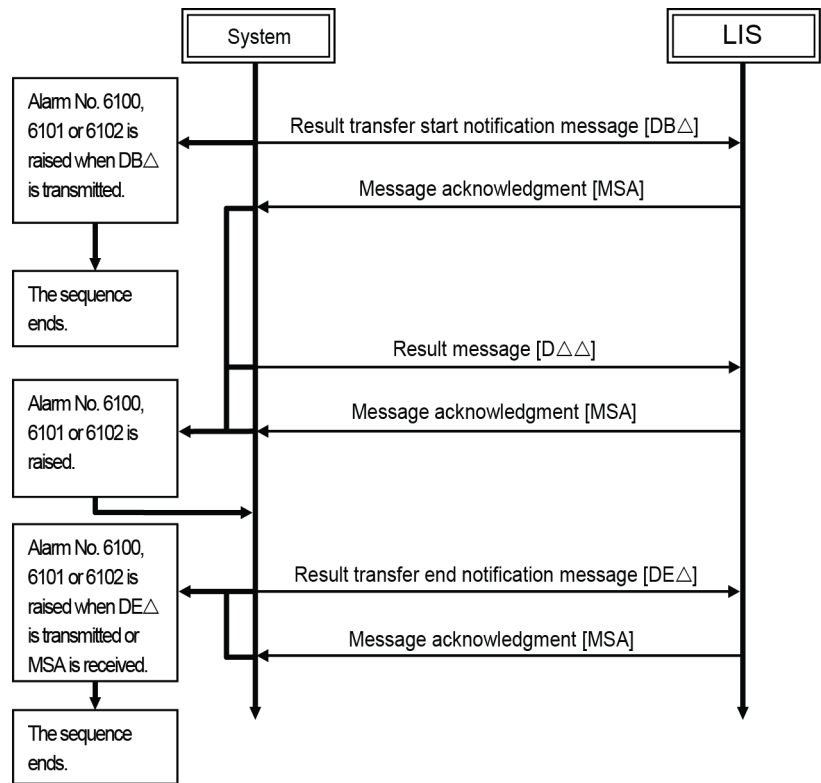 System
LIS
Alarm No. 6100,
6101 or 6102 is
raised when DB△
is transmitted.
Result transfer start notification message [DB△]
Message acknowledgment [MSA]
The sequence
ends.
Result message [D△△]
Alarm No. 6100,
6101 or 6102 is
raised.
Message acknowledgment [MSA]
Alarm No. 6100,
6101 or 6102 is
raised when DE△
is transmitted or
MSA is received.
Result transfer end notification message [DE△]
Message acknowledgment [MSA]
The sequence
ends.